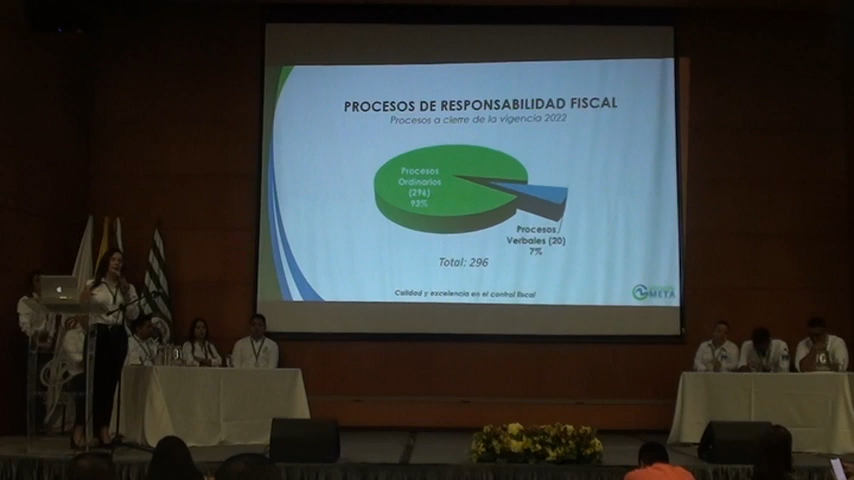 PROCESOS DE RESPONSABILIDAD FISCAL
Procesos a cierre de la vigencia 2022
Procesos
Ordinarios
(296)
93%
Procesos
Verbales (20)
7%
Total: 296
Calidad y excelencia en el control fiscal
META